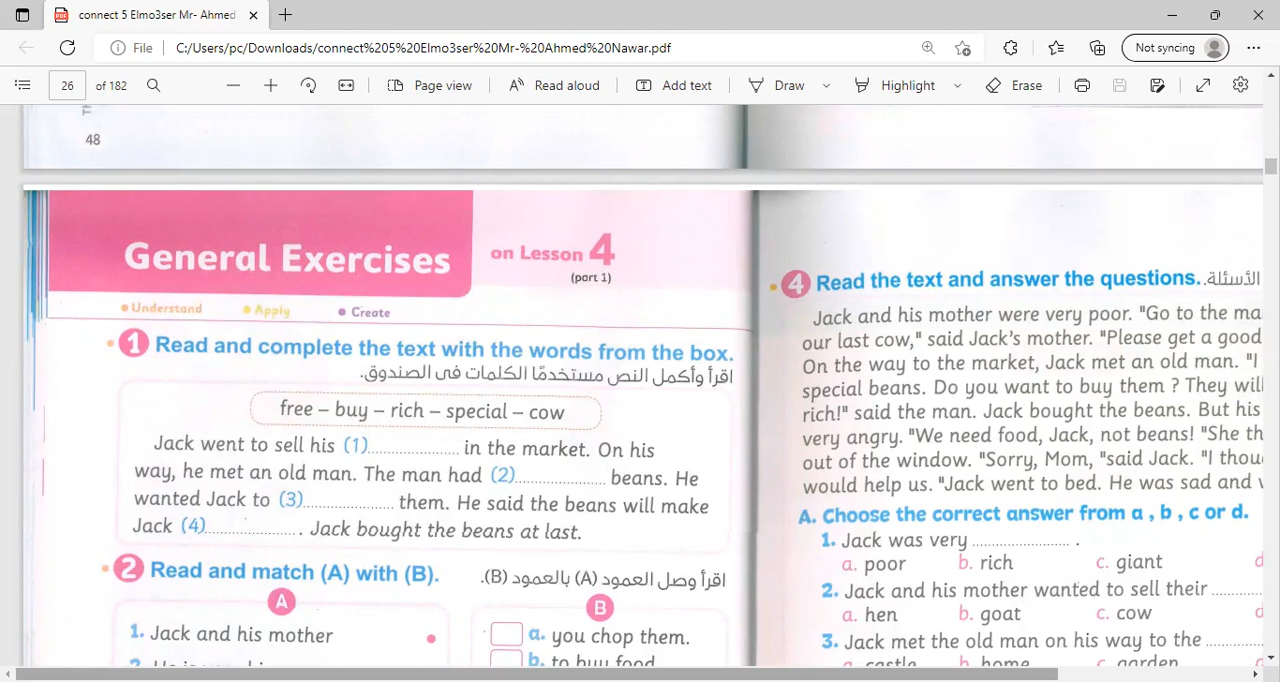 connect 5 Elmo3ser Mr- Ahmed
File
C:/Users/pc/Downloads/connect%205%20Elmo3ser%20Mr-%20Ahmed%20Nawar.pdf
Not syncing
26 of 182
Page view
Read aloud
Add text
Draw
Highlight
Erase
48
General Exercises
on Lesson 4
(part 1)
Understand Apply Create
1 Read and complete the text with the words from the box.
اقرأ وأكمل النص مستخدمًا الكلمات فى الصندوق.
free – buy – rich – special – cow
Jack went to sell his (1).................... in the market. On his
way, he met an old man. The man had (2).................... beans. He
wanted Jack to (3).................... them. He said the beans will make
Jack (4).................... . Jack bought the beans at last.
2 Read and match (A) with (B).
اقرأ وصل العمود (A) بالعمود (B).
A
B
1. Jack and his mother
a. you chop them.
b. to buy food
4 Read the text and answer the questions.
الأسئلة.
Jack and his mother were very poor. "Go to the ma
our last cow," said Jack's mother. "Please get a good
On the way to the market, Jack met an old man. "I
special beans. Do you want to buy them ? They will
rich!" said the man. Jack bought the beans. But his
very angry. "We need food, Jack, not beans! "She th
out of the window. "Sorry, Mom, "said Jack. "I thou
would help us. "Jack went to bed. He was sad and
A. Choose the correct answer from a , b , c or d.
1. Jack was very .................... .
a. poor b. rich c. giant d
2. Jack and his mother wanted to sell their ..........
a. hen b. goat c. cow d
3. Jack met the old man on his way to the ..........
a. castle b. home c. garden d